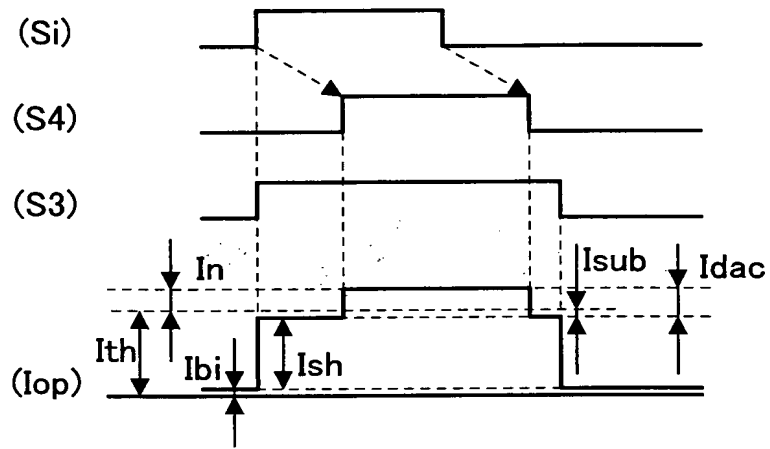 (Si)
(S4)
(S3)
In
Isub
Idac
Ith
Ibi
Ish
(Iop)